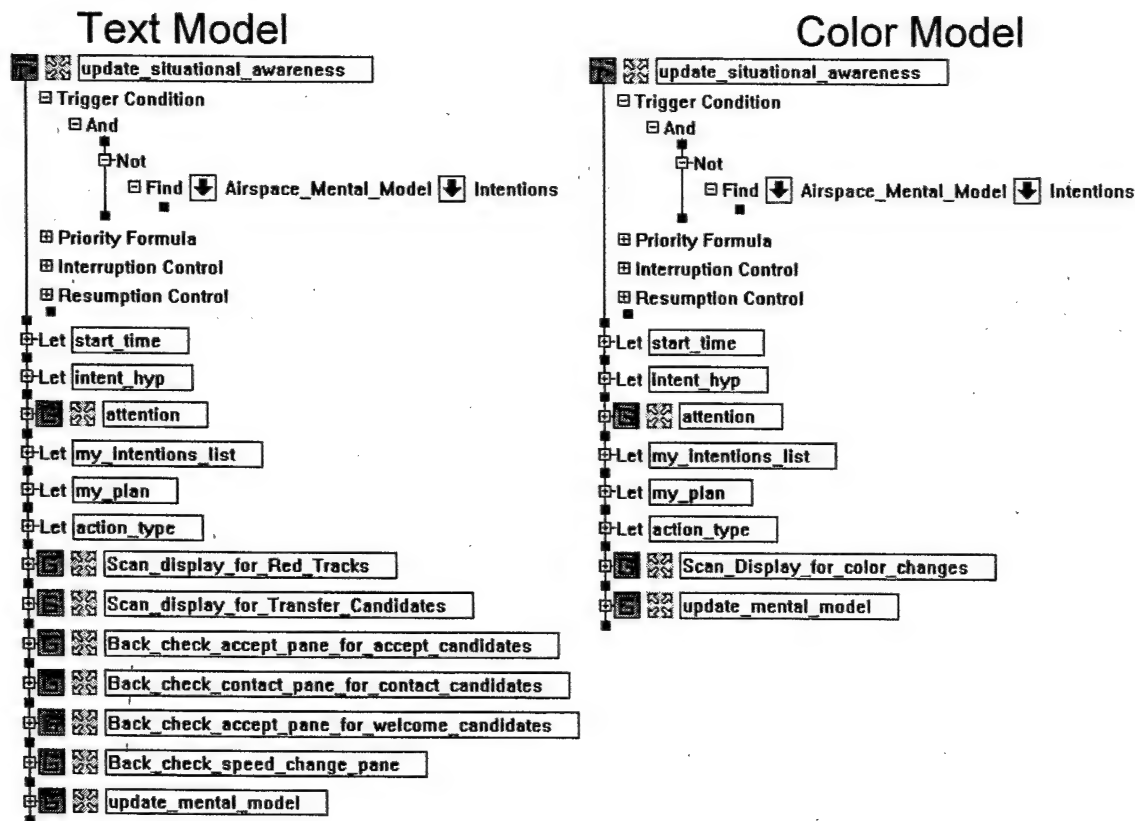 Text Model
update_situational_awareness
Trigger Condition
And
Not
Find Airspace_Mental_Model Intentions
Priority Formula
Interruption Control
Resumption Control
Let start_time
Let intent_hyp
G attention
Let my_intentions_list
Let my_plan
Let action_type
G Scan_display_for_Red_Tracks
G Scan_display_for_Transfer_Candidates
G Back_check_accept_pane_for_accept_candidates
G Back_check_contact_pane_for_contact_candidates
G Back_check_accept_pane_for_welcome_candidates
G Back_check_speed_change_pane
G update_mental_model
Color Model
update_situational_awareness
Trigger Condition
And
Not
Find Airspace_Mental_Model Intentions
Priority Formula
Interruption Control
Resumption Control
Let start_time
Let intent_hyp
G attention
Let my_intentions_list
Let my_plan
Let action_type
G Scan_Display_for_color_changes
G update_mental_model